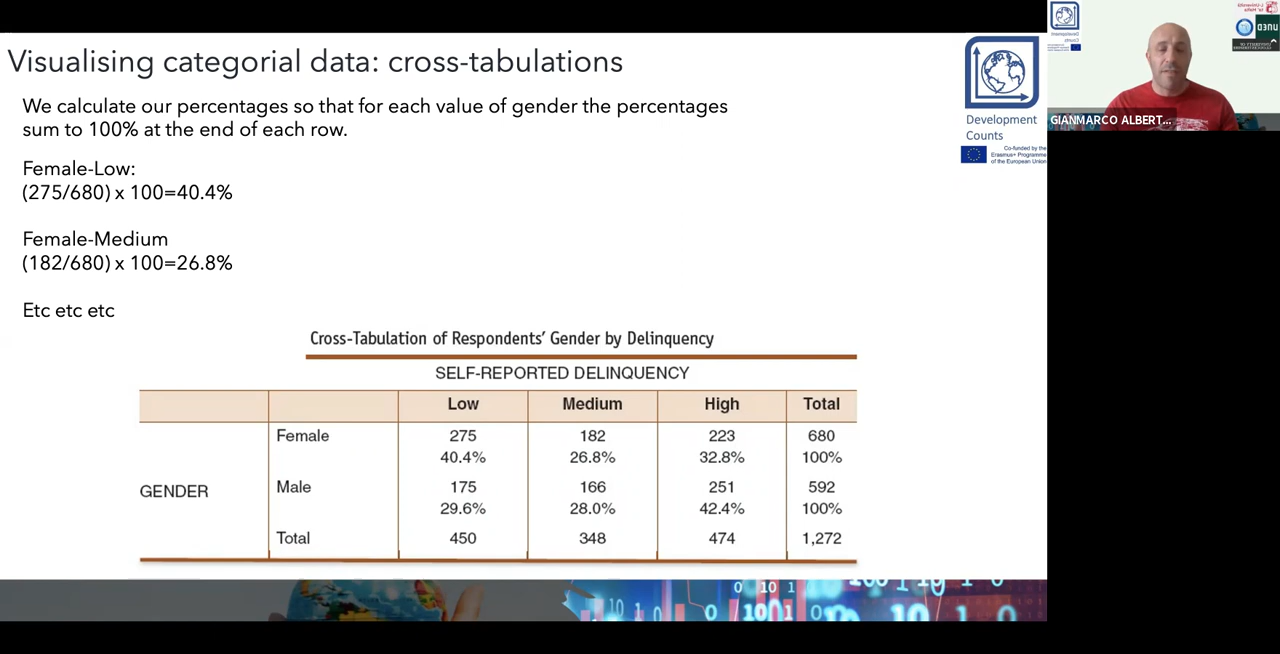 Visualising categorial data: cross-tabulations
We calculate our percentages so that for each value of gender the percentages
sum to 100% at the end of each row.
Female-Low:
(275/680) x 100=40.4%
Female-Medium
(182/680) x 100=26.8%
Etc etc etc
Development
Counts
Co-funded by the
Erasmus+ Programme
of the European Union
GIANMARCO ALBERT...
Cross-Tabulation of Respondents’ Gender by Delinquency
SELF-REPORTED DELINQUENCY
Low Medium High Total
Female 275 182 223 680
40.4% 26.8% 32.8% 100%
GENDER
Male 175 166 251 592
29.6% 28.0% 42.4% 100%
Total 450 348 474 1,272